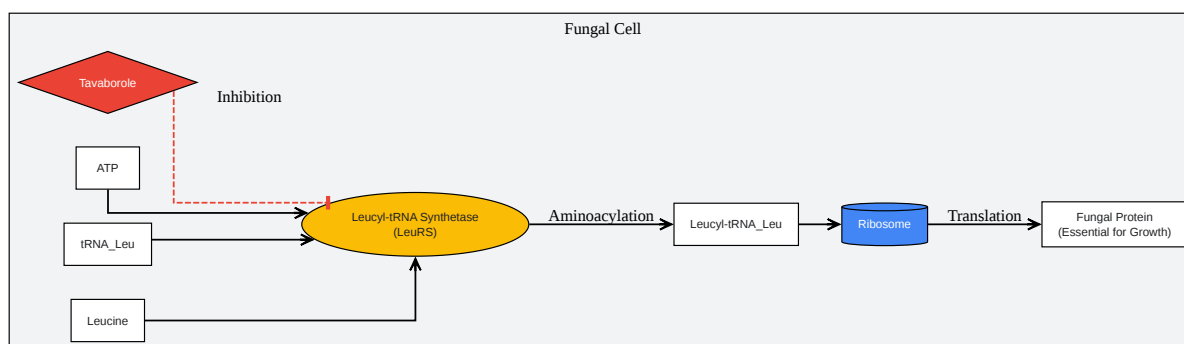 Fungal Cell
Tavaborole
Inhibition
ATP
tRNA_Leu
Leucine
Leucyl-tRNA Synthetase
(LeuRS)
Aminoacylation
Leucyl-tRNA_Leu
Ribosome
Translation
Fungal Protein
(Essential for Growth)